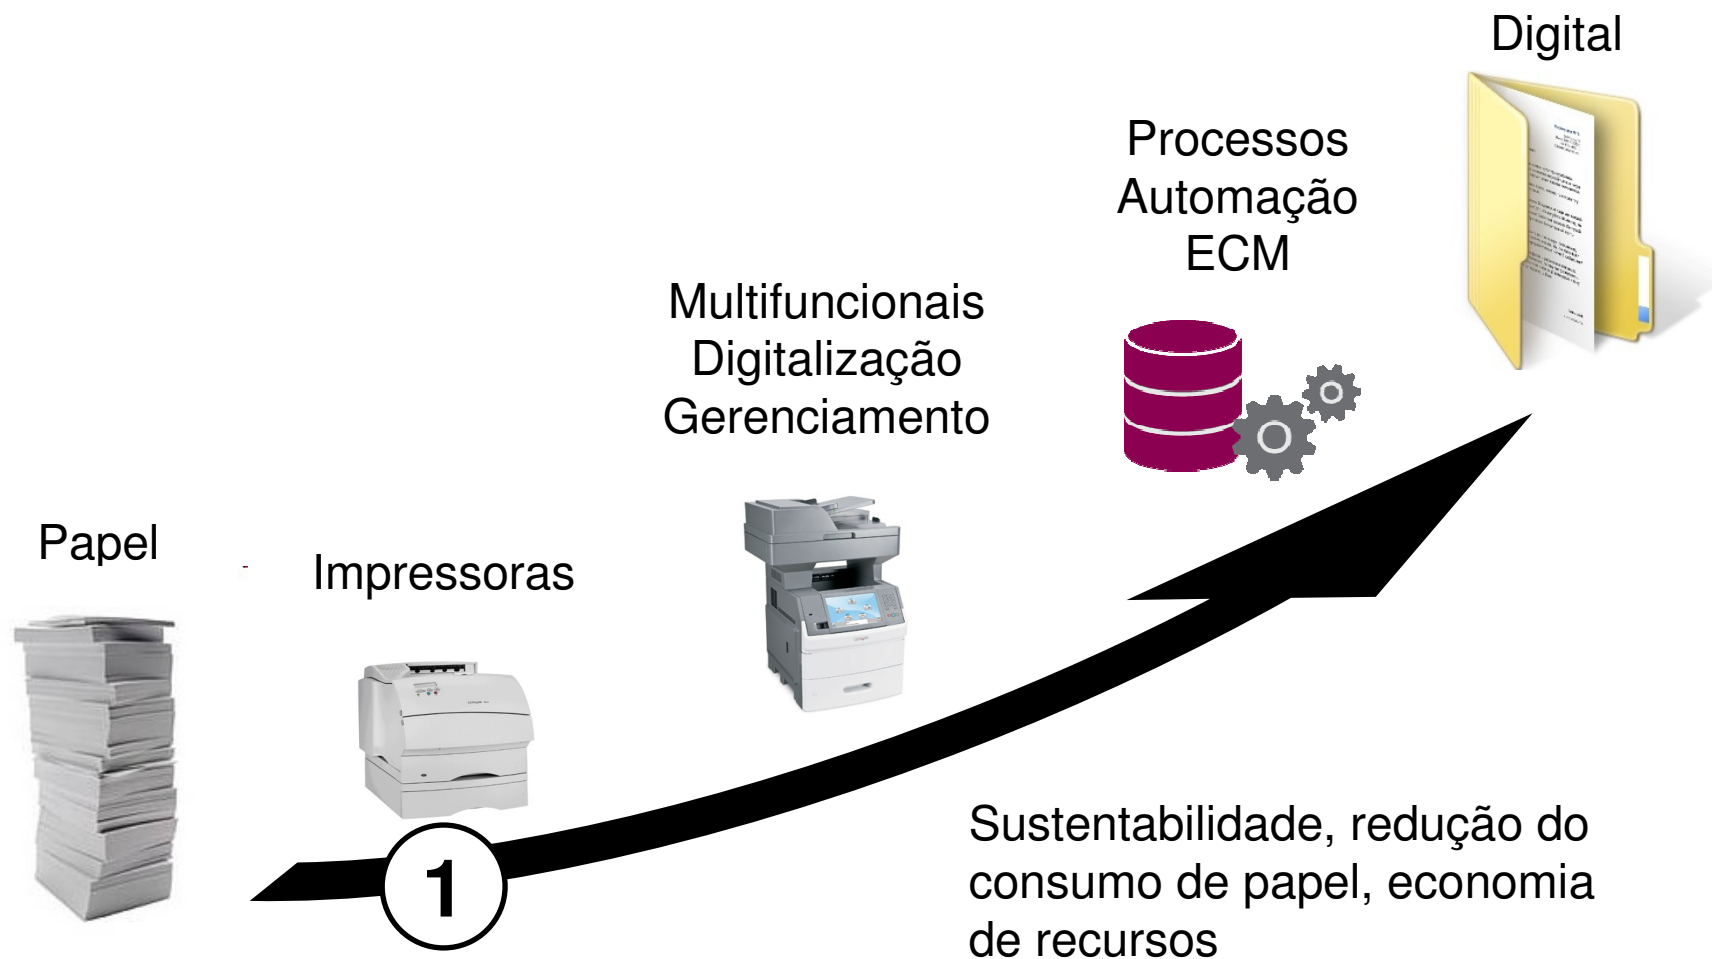 Digital
Processos
Automação
ECM
Multifuncionais
Digitalização
Gerenciamento
Papel
Impressoras
1
Sustentabilidade, redução do
consumo de papel, economia
de recursos